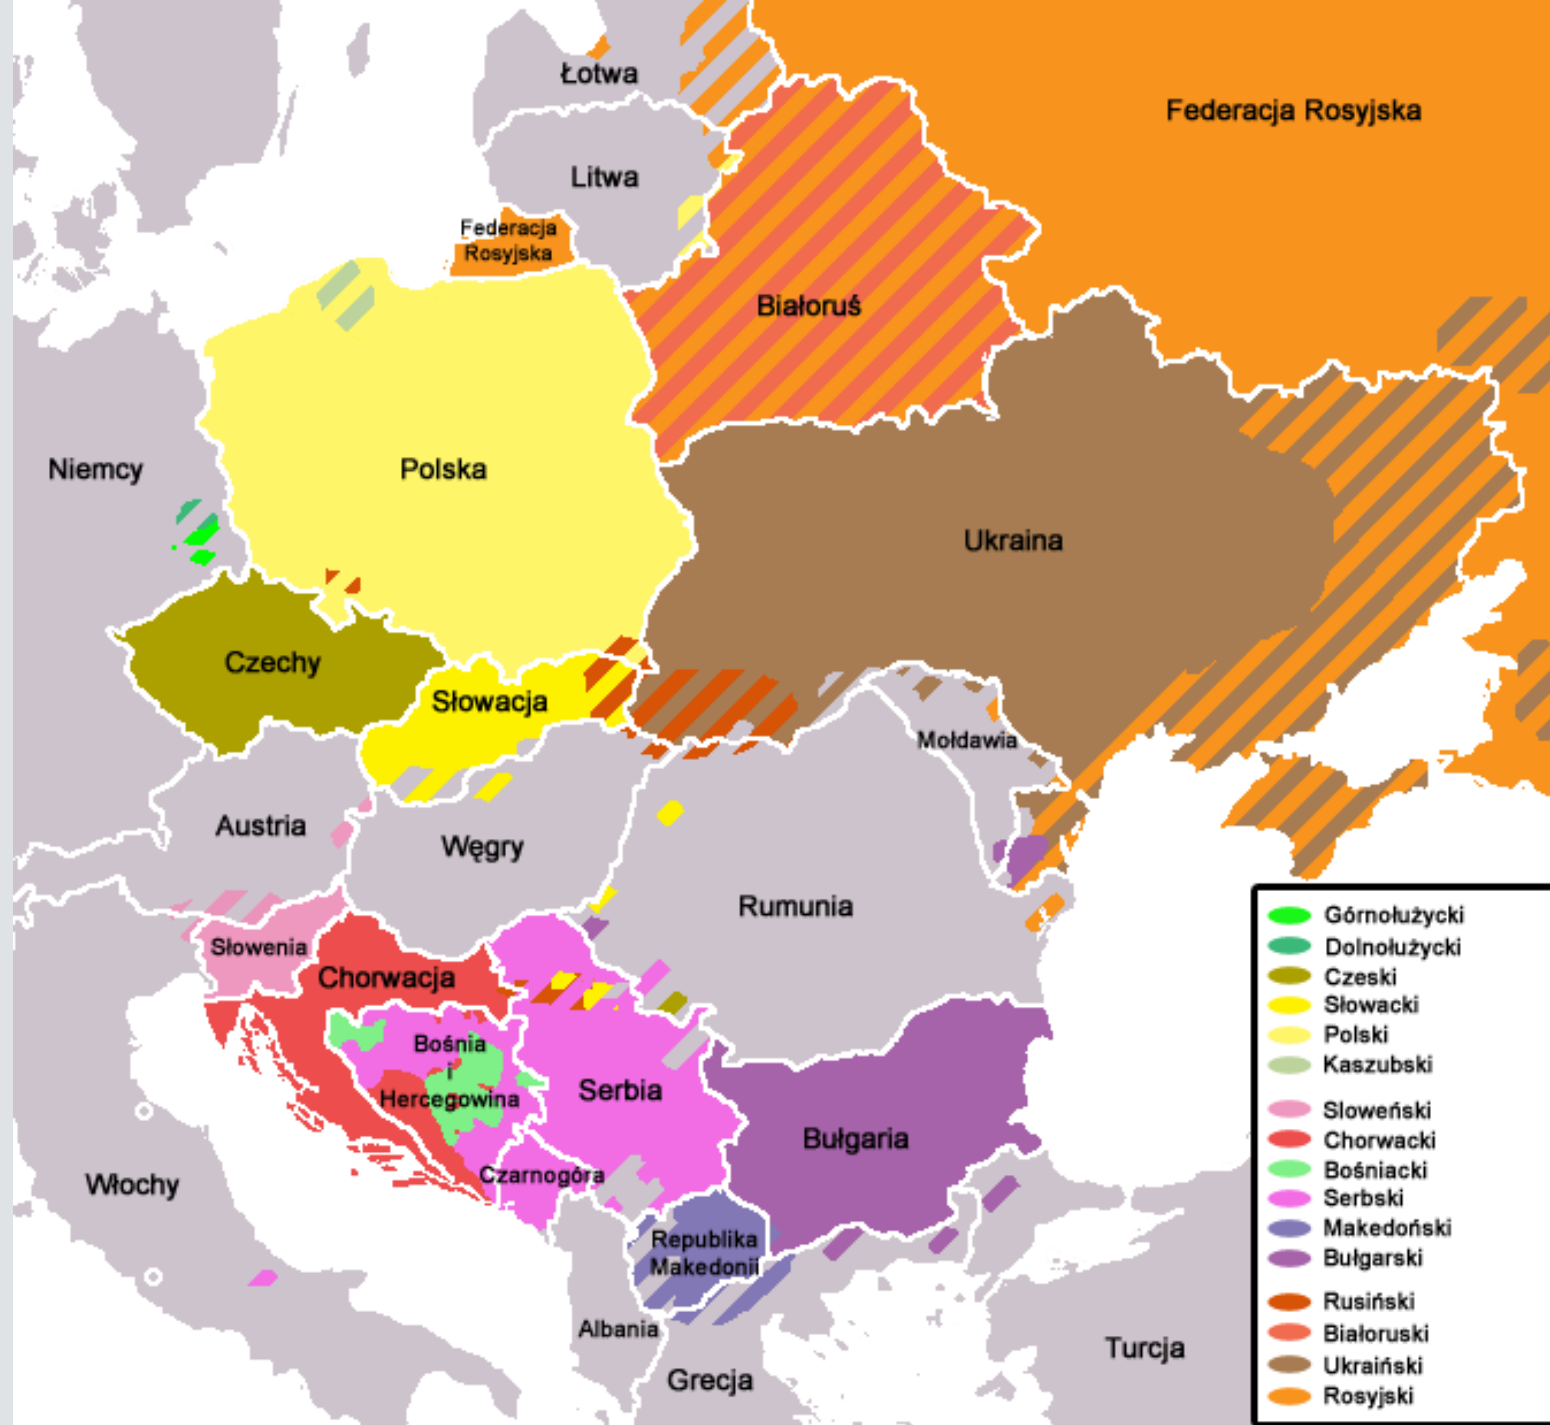 Łotwa
Federacja Rosyjska
Litwa
Federacja
Rosyjska
Białoruś
Niemcy
Polska
Ukraina
Czechy
Słowacja
Mołdawia
Austria
Węgry
Rumunia
Słowenia
Chorwacja
Bośnia
i
Hercegowina
Serbia
Bułgaria
Czarnogóra
Włochy
Republika
Makedonii
Albania
Grecja
Turcja
Górnołużycki
Dolnołużycki
Czeski
Słowacki
Polski
Kaszubski
Sloweński
Chorwacki
Bośniacki
Serbski
Makedoński
Bułgarski
Rusiński
Białoruski
Ukraiński
Rosyjski